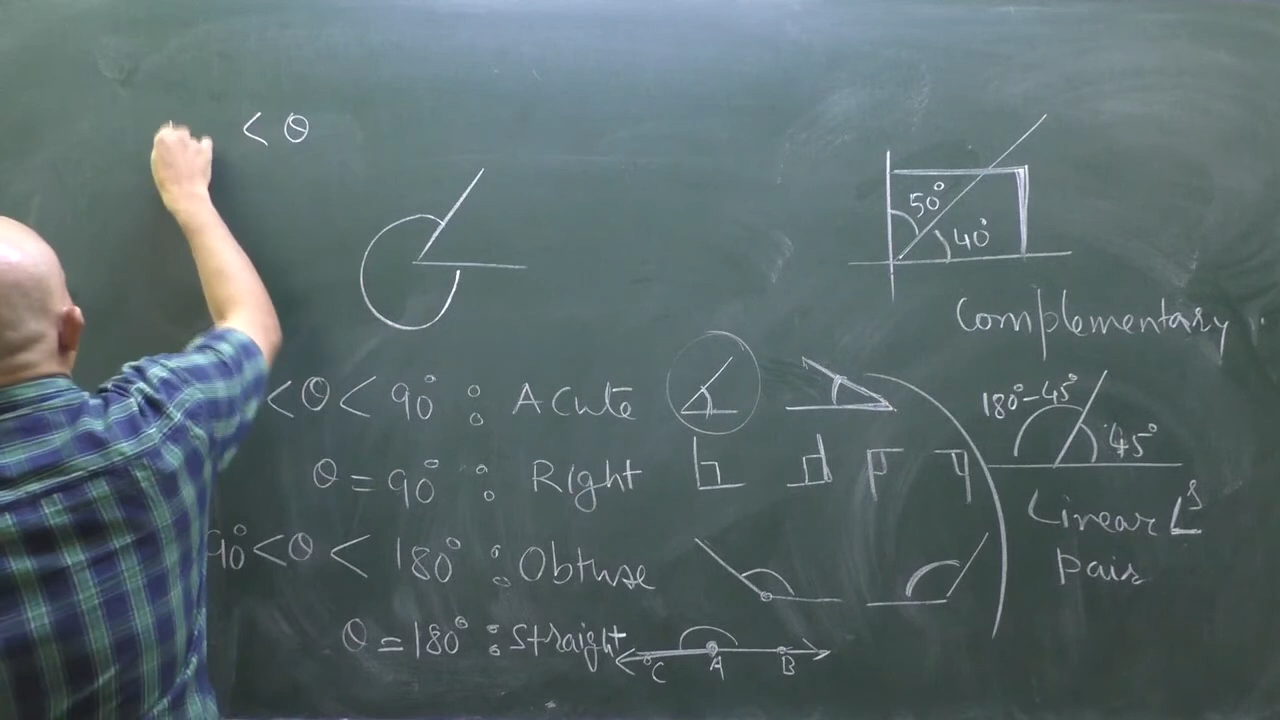 < θ
50°
40°
Complementary
<θ< 90° : Acute
180°-45°
45°
θ=90° : Right
Linear ∠s
Pair
90°<θ< 180° : Obtuse
θ=180° : Straight
C A B